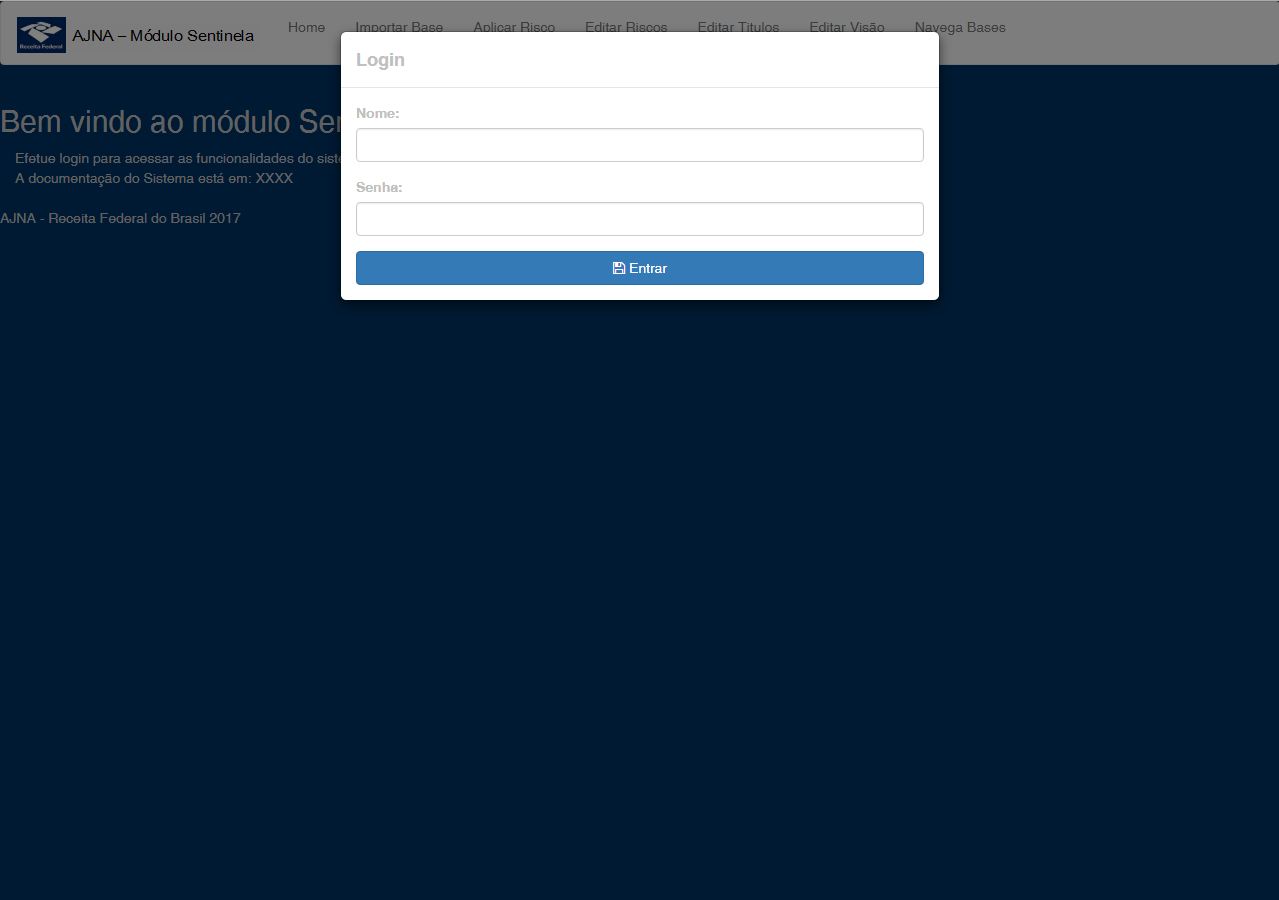 Receita Federal
AJNA – Módulo Sentinela
Home Importar Base Aplicar Risco Editar Riscos Editar Titulos Editar Visão Navega Bases
Login
Nome:
Senha:
Entrar
Bem vindo ao módulo
Efetue login para acessar as funcionalidades do
A documentação do Sistema está em: XXXX
AJNA - Receita Federal do Brasil 2017